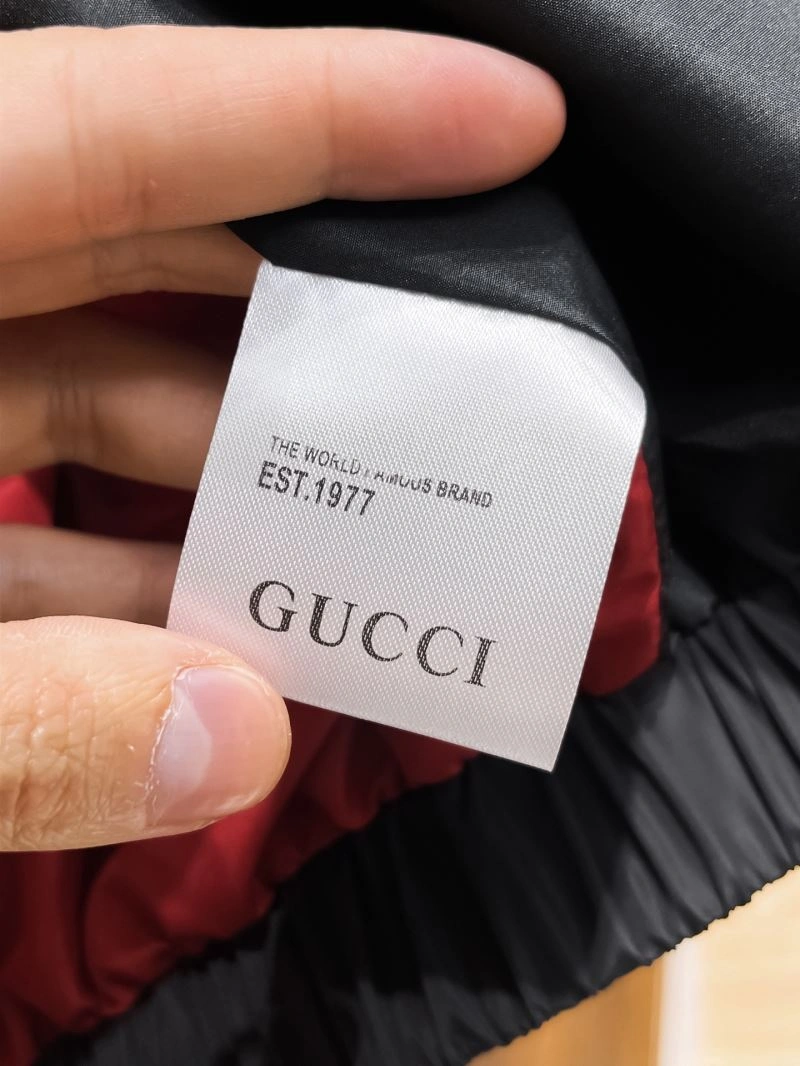 THE WORLD FAMOUS BRAND
EST.1977
GUCCI